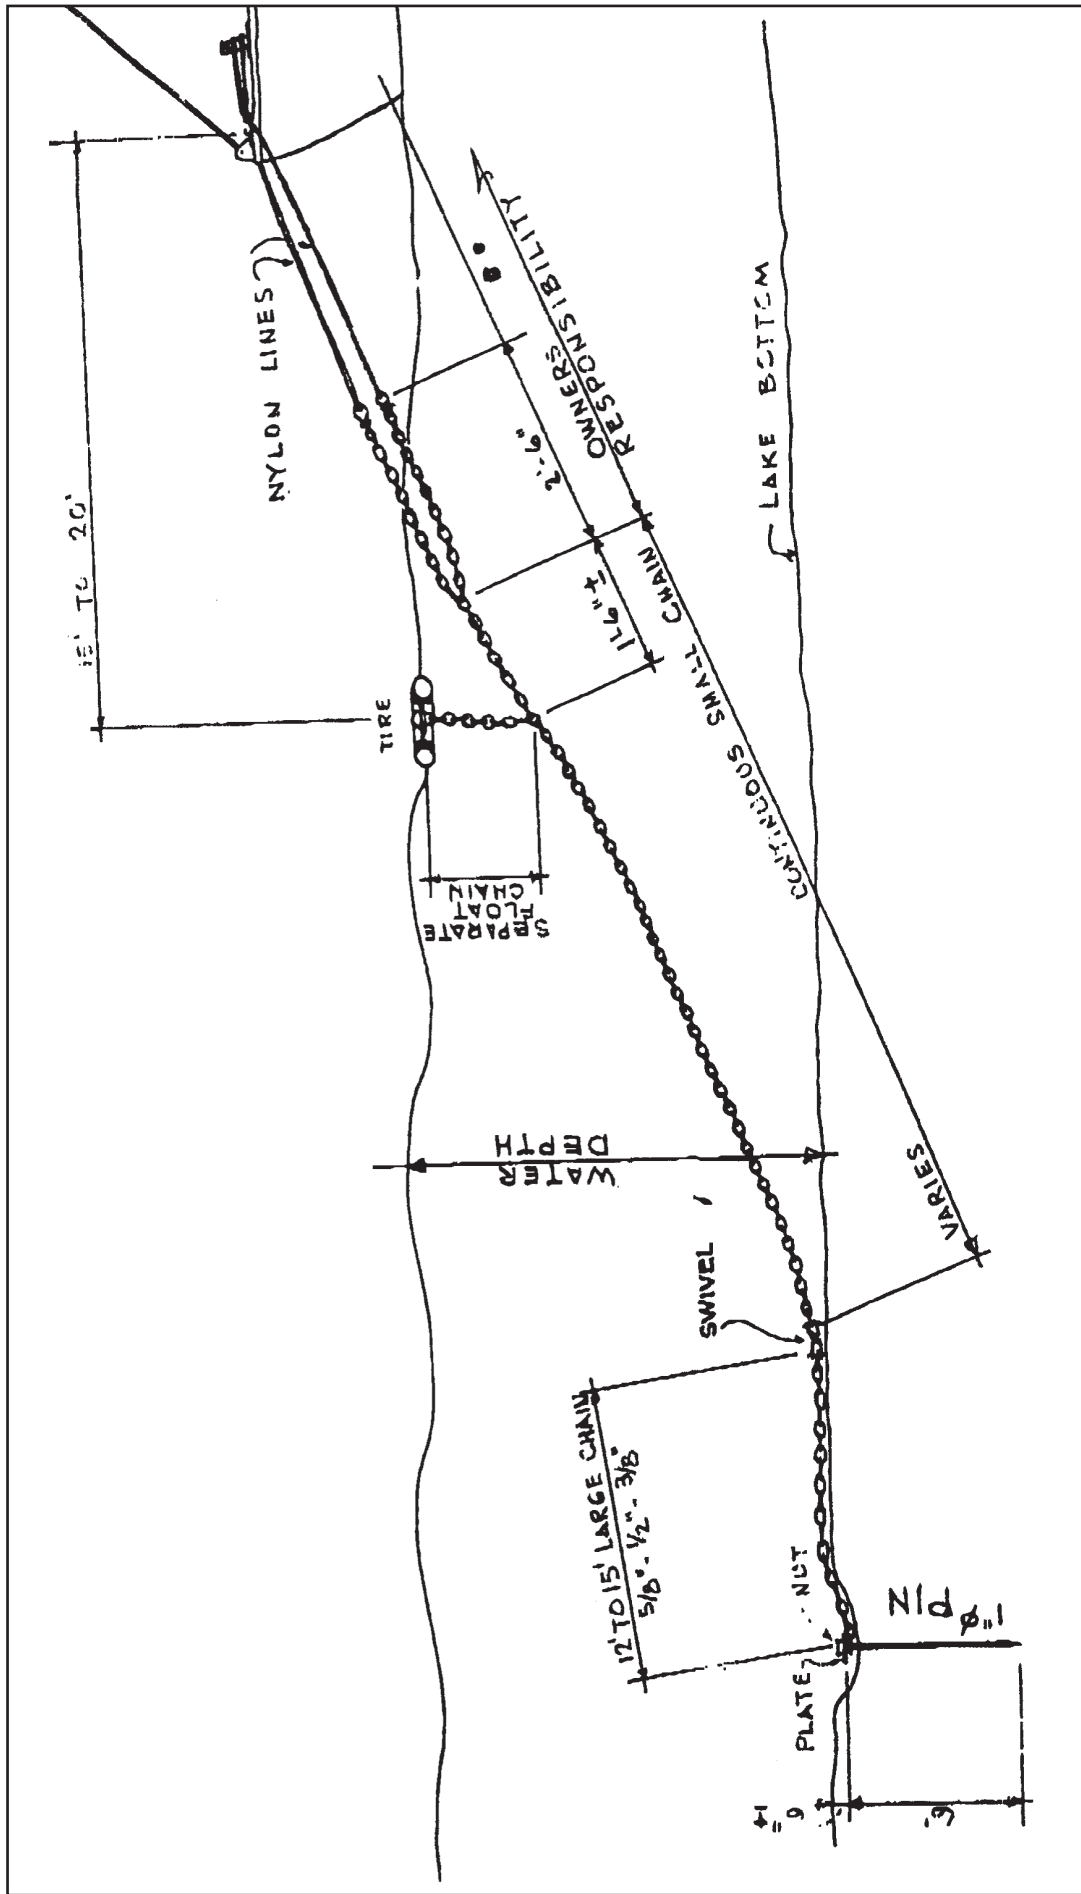 15' TO 20'
NYLON LINES
TIRE
SEPARATE
FLOAT
CHAIN
OWNERS
RESPONSIBILITY
2'-6"
1'-6" ±
CONTINUOUS SMALL CHAIN
VARIES
LAKE BOTTOM
WATER
DEPTH
SWIVEL
12' TO 15' LARGE CHAIN
5/8" - 1/2" - 3/8"
NUT
PLATE
1" ø
PIN
6" ±
6'